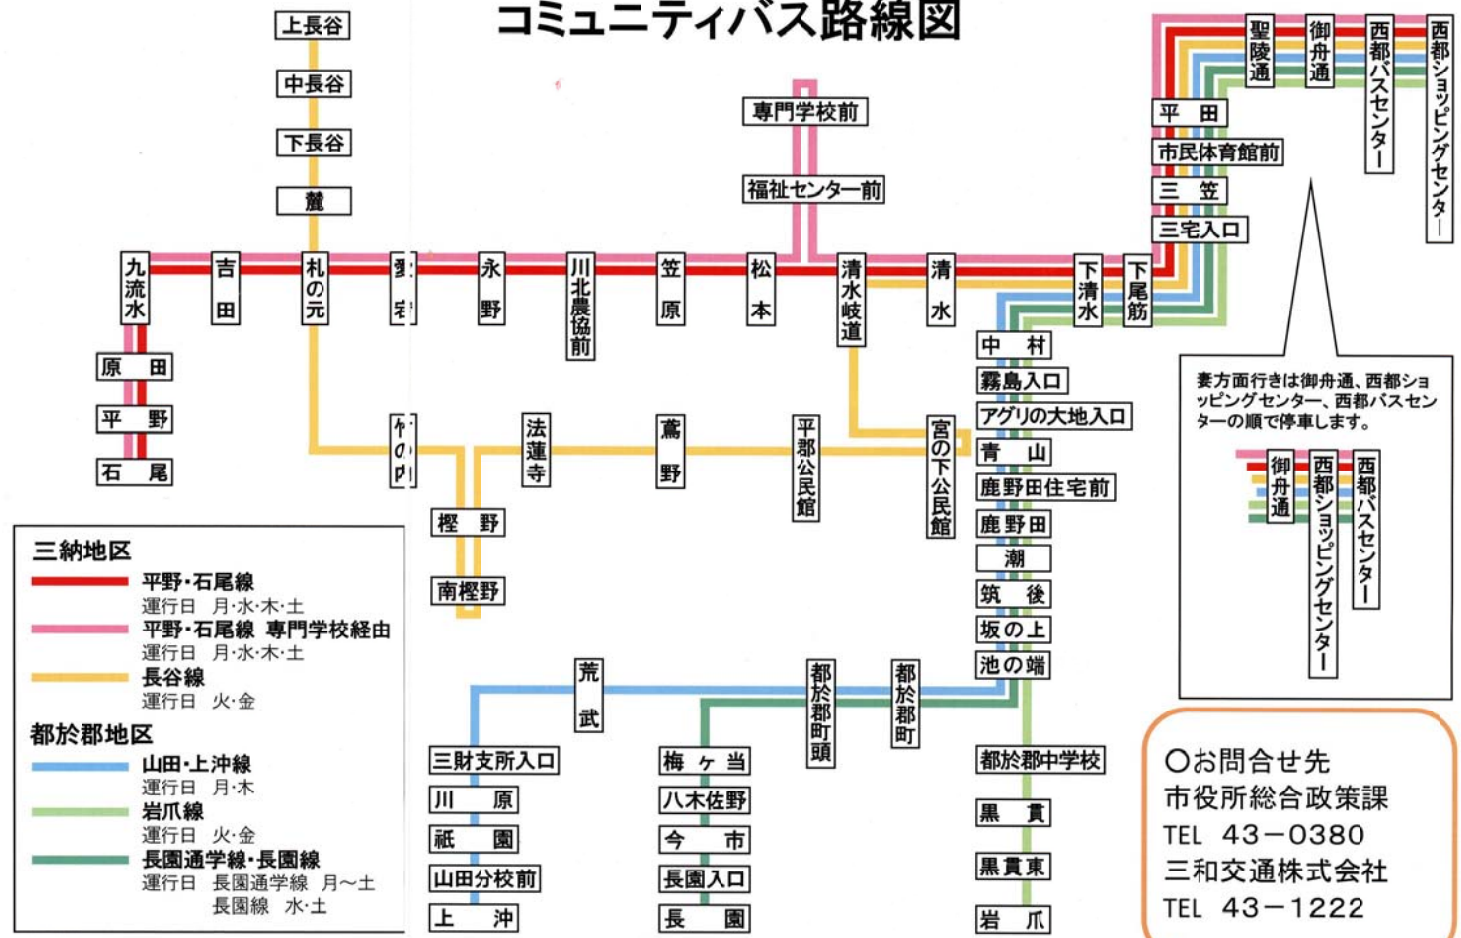 コミュニティバス路線図
上長谷
中長谷
下長谷
麓
専門学校前
福祉センター前
九流水
吉田
札の元
愛宕
永野
川北農協前
笠原
松本
清水岐道
清水
下清水
下尾筋
三宅入口
三笠
市民体育館前
平田
聖陵通
御舟通
西都バスセンター
西都ショッピングセンター
原田
平野
石尾
竹の内
樫野
南樫野
法蓮寺
鳶野
平郡公民館
宮の下公民館
中村
霧島入口
アグリの大地入口
青山
鹿野田住宅前
鹿野田
潮
筑後
坂の上
池の端
都於郡町
都於郡町頭
荒武
三財支所入口
川原
祇園
山田分校前
上沖
梅ヶ当
八木佐野
今市
長園入口
長園
都於郡中学校
黒貫
黒貫東
岩爪
妻方面行きは御舟通、西都ショ
ッピングセンター、西都バスセン
ターの順で停車します。
御舟通
西都ショッピングセンター
西都バスセンター
三納地区
平野・石尾線
運行日 月・水・木・土
平野・石尾線 専門学校経由
運行日 月・水・木・土
長谷線
運行日 火・金
都於郡地区
山田・上沖線
運行日 月・木
岩爪線
運行日 火・金
長園通学線・長園線
運行日 長園通学線 月～土
長園線 水・土
〇お問合せ先
市役所総合政策課
TEL 43－0380
三和交通株式会社
TEL 43－1222